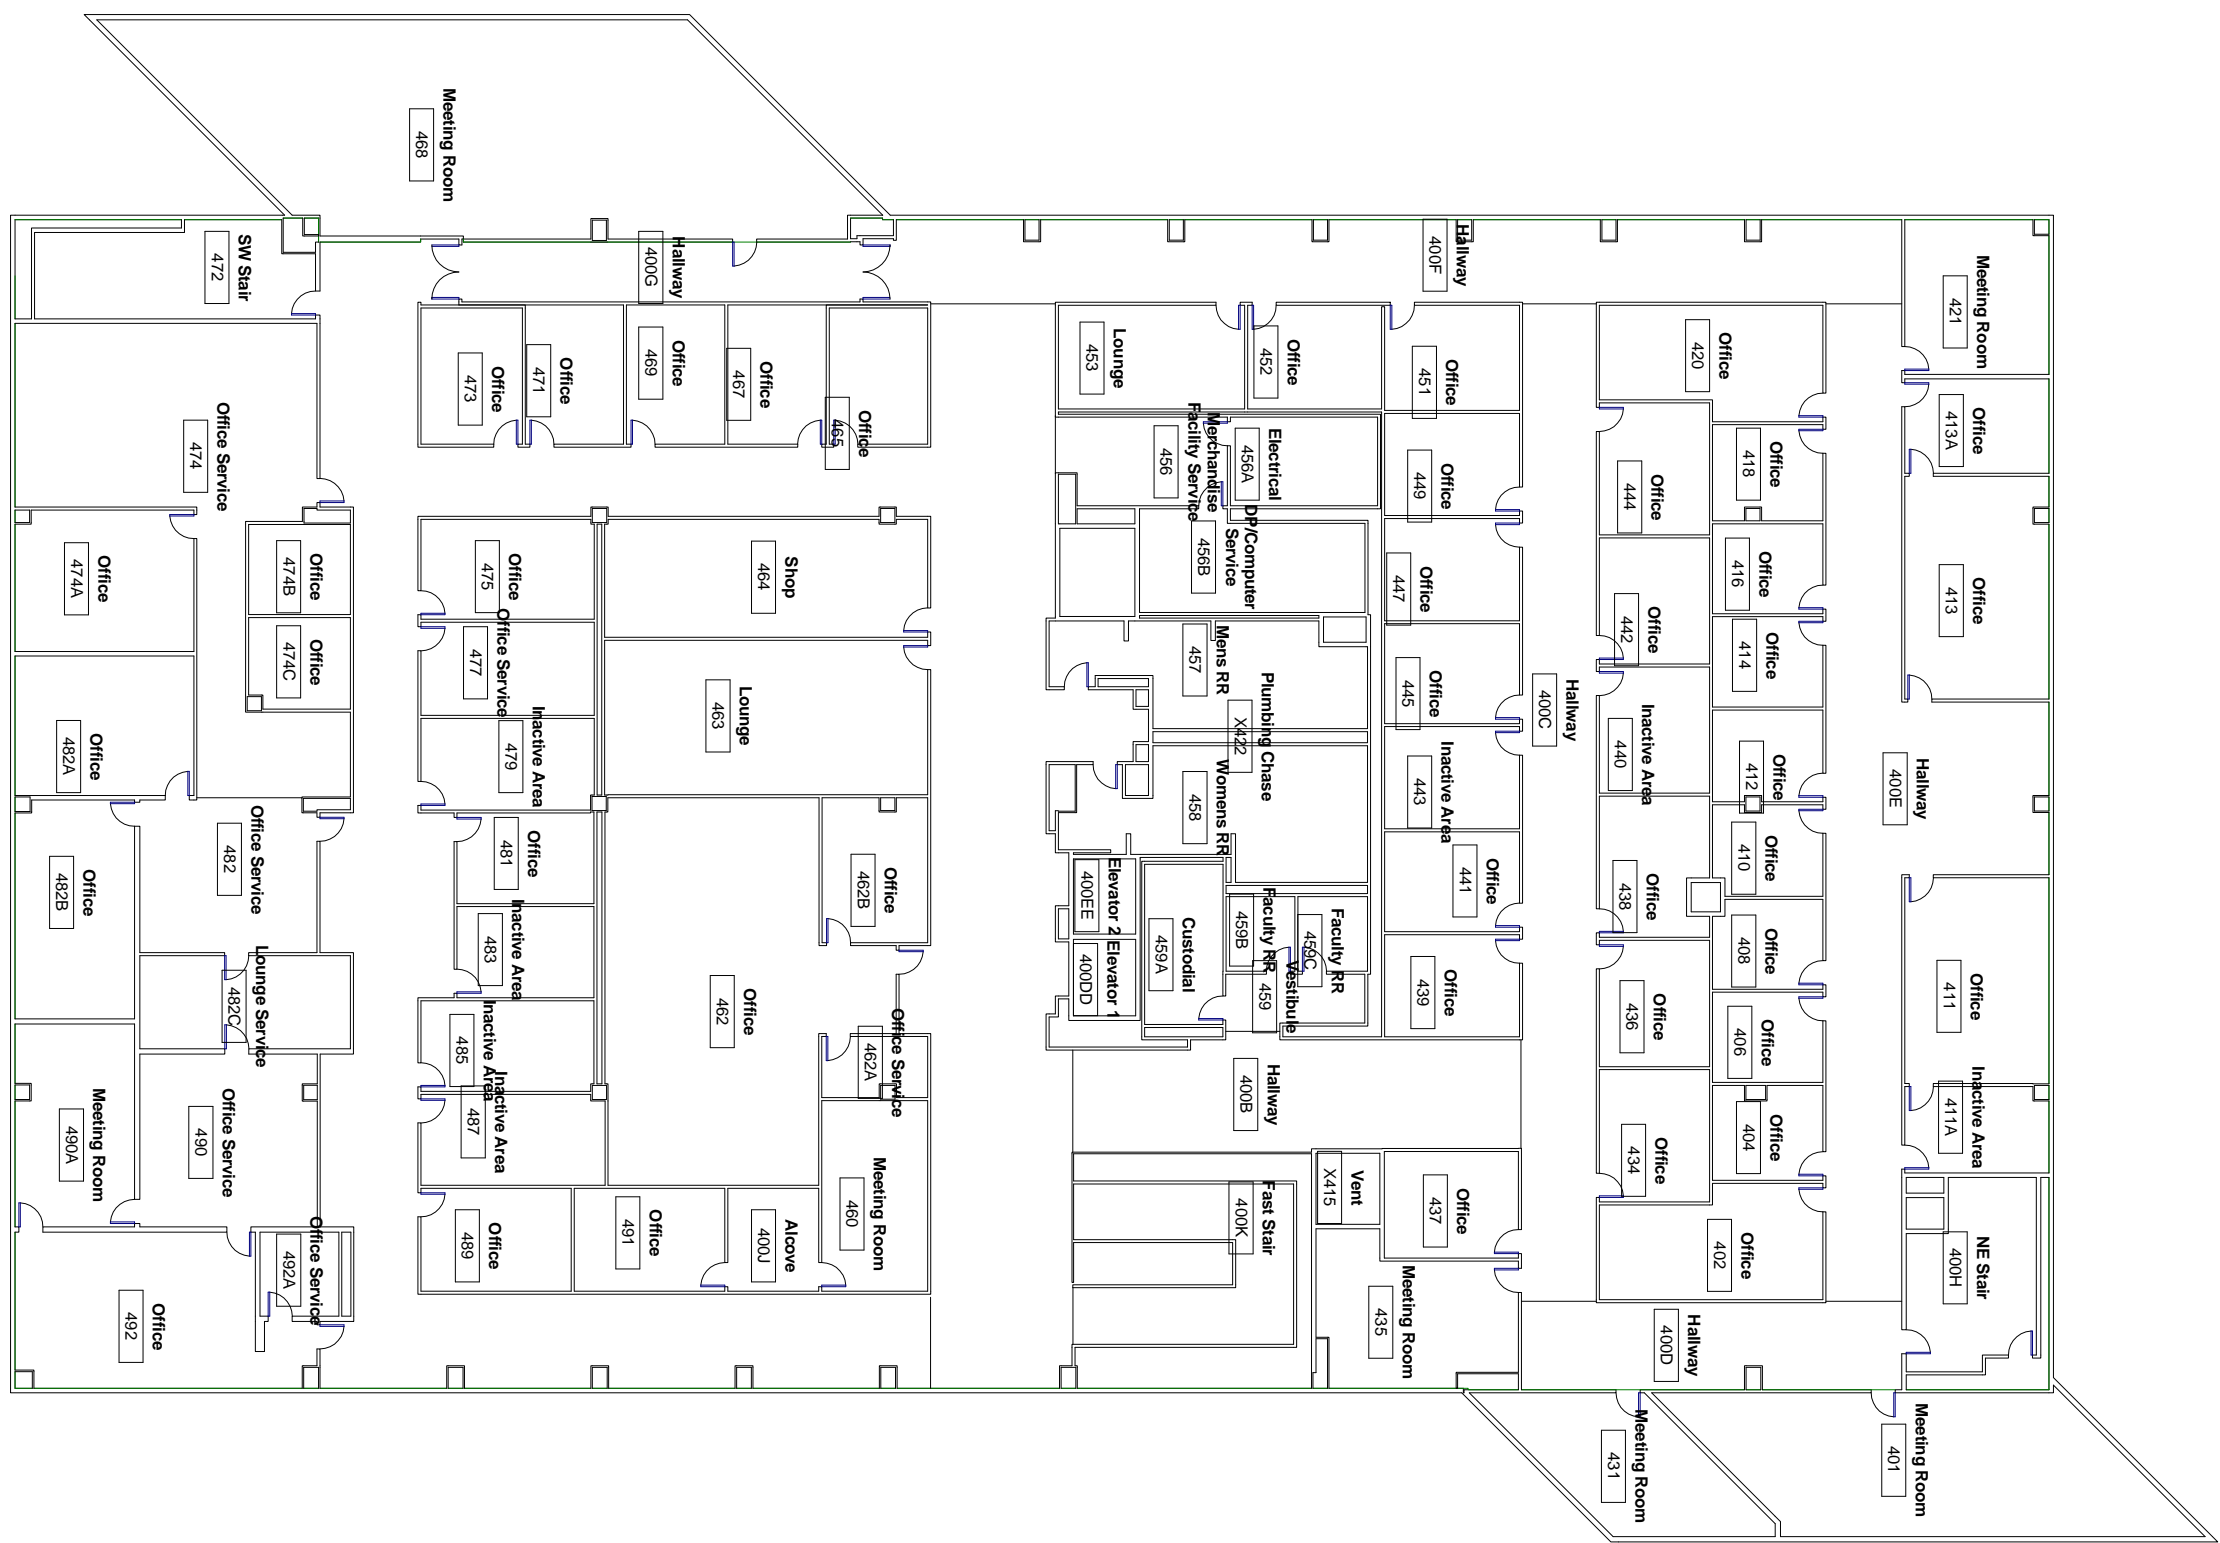 Meeting Room
468
SW Stair
472
Hallway
400G
Hallway
400F
Meeting Room
421
Office
473
Office
471
Office
469
Office
467
Office
465
Lounge
453
Office
452
Office
451
Office
420
Office
413A
Office Service
474
Merchandise
Facility Service
456
Electrical
456A
Office
449
Office
444
Office
418
Office
474A
Office
474B
Office
475
Shop
464
DP/Computer
Service
456B
Office
447
Office
416
Office
413
Office
474C
Office Service
477
Lounge
463
Mens RR
457
Plumbing Chase
X422
Office
445
Hallway
400C
Office
442
Office
414
Office
482A
Inactive Area
479
Womens RR
458
Inactive Area
443
Inactive Area
440
Office
412
Hallway
400E
Office
482B
Office Service
482
Office
481
Office
462B
Elevator 2
400EE
Office
441
Office
438
Office
410
Lounge Service
482C
Inactive Area
483
Office
462
Elevator 1
400DD
Custodial
459A
Faculty RR
459B
Faculty RR
459C
Vestibule
459
Office
439
Office
436
Office
408
Office
411
Inactive Area
485
Office Service
462A
Office
406
Meeting Room
490A
Office Service
490
Inactive Area
487
Hallway
400B
Office
434
Office
404
Inactive Area
411A
Office
492
Office Service
492A
Office
489
Office
491
Alcove
400J
Meeting Room
460
Fast Stair
400K
Vent
X415
Office
437
Office
402
NE Stair
400H
Meeting Room
435
Hallway
400D
Meeting Room
431
Meeting Room
401